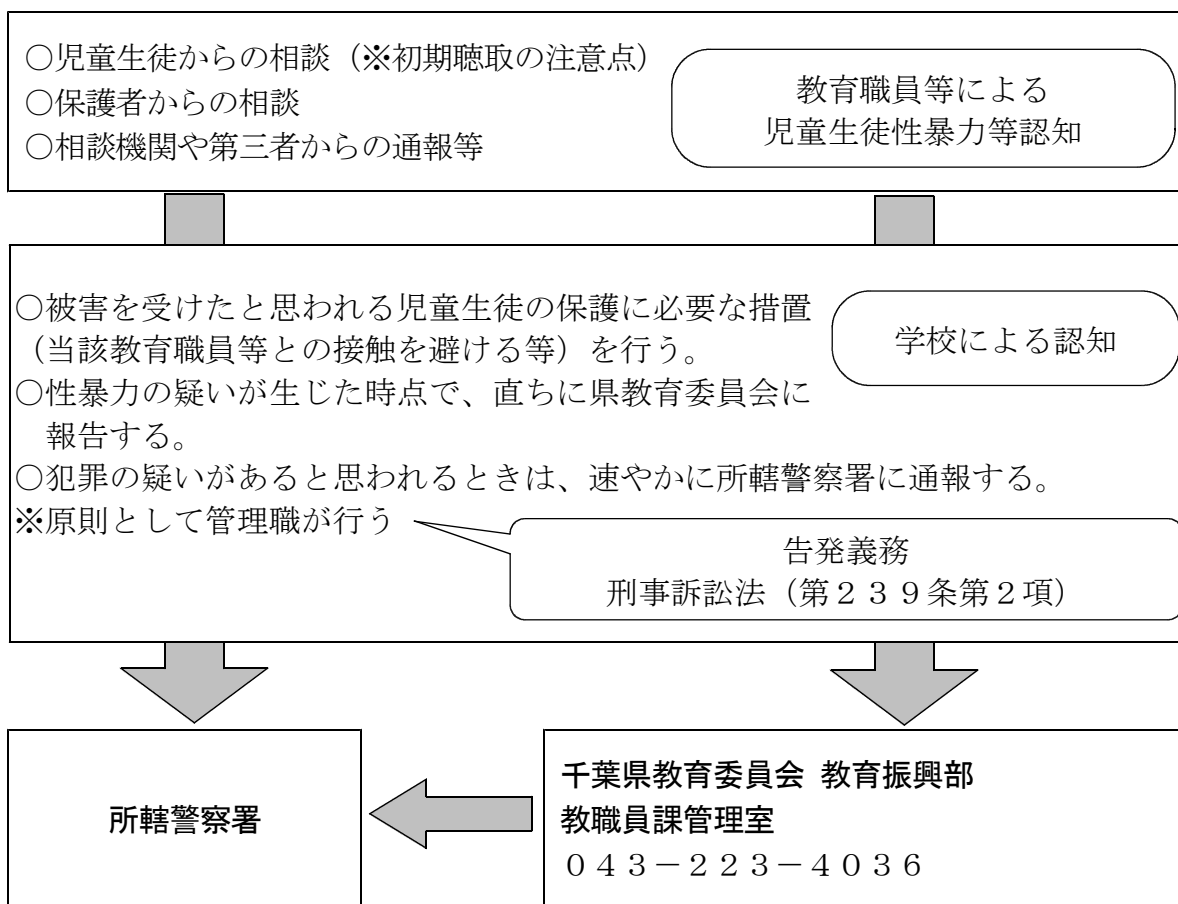 ○児童生徒からの相談（※初期聴取の注意点）
○保護者からの相談
○相談機関や第三者からの通報等
教育職員等による
児童生徒性暴力等認知
○被害を受けたと思われる児童生徒の保護に必要な措置
（当該教育職員等との接触を避ける等）を行う。
○性暴力の疑いが生じた時点で、直ちに県教育委員会に
報告する。
○犯罪の疑いがあると思われるときは、速やかに所轄警察署に通報する。
※原則として管理職が行う
学校による認知
告発義務
刑事訴訟法（第２３９条第２項）
所轄警察署
千葉県教育委員会 教育振興部
教職員課管理室
０４３－２２３－４０３６